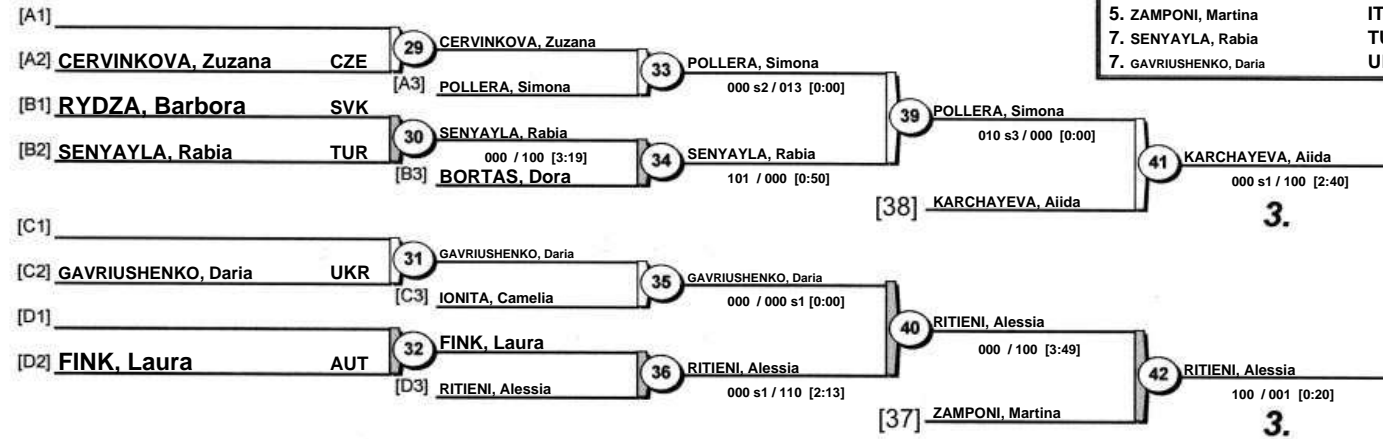 5. ZAMPONI, Martina IT
7. SENYAYLA, Rabia TU
7. GAVRIUSHENKO, Daria
[A1]
[A2] CERVINKOVA, Zuzana CZE
29
CERVINKOVA, Zuzana
[A3] POLLERA, Simona
33
POLLERA, Simona
000 s2 / 013 [0:00]
[B1] RYDZA, Barbora SVK
[B2] SENYAYLA, Rabia TUR
30
SENYAYLA, Rabia
000 / 100 [3:19]
[B3] BORTAS, Dora
34
SENYAYLA, Rabia
101 / 000 [0:50]
39
POLLERA, Simona
010 s3 / 000 [0:00]
[38] KARCHAYEVA, Aiida
41
KARCHAYEVA, Aiida
000 s1 / 100 [2:40]
3.
[C1]
[C2] GAVRIUSHENKO, Daria UKR
31
GAVRIUSHENKO, Daria
[C3] IONITA, Camelia
35
GAVRIUSHENKO, Daria
000 / 000 s1 [0:00]
[D1]
[D2] FINK, Laura AUT
32
FINK, Laura
[D3] RITIENI, Alessia
36
RITIENI, Alessia
000 s1 / 110 [2:13]
40
RITIENI, Alessia
000 / 100 [3:49]
[37] ZAMPONI, Martina
42
RITIENI, Alessia
100 / 001 [0:20]
3.